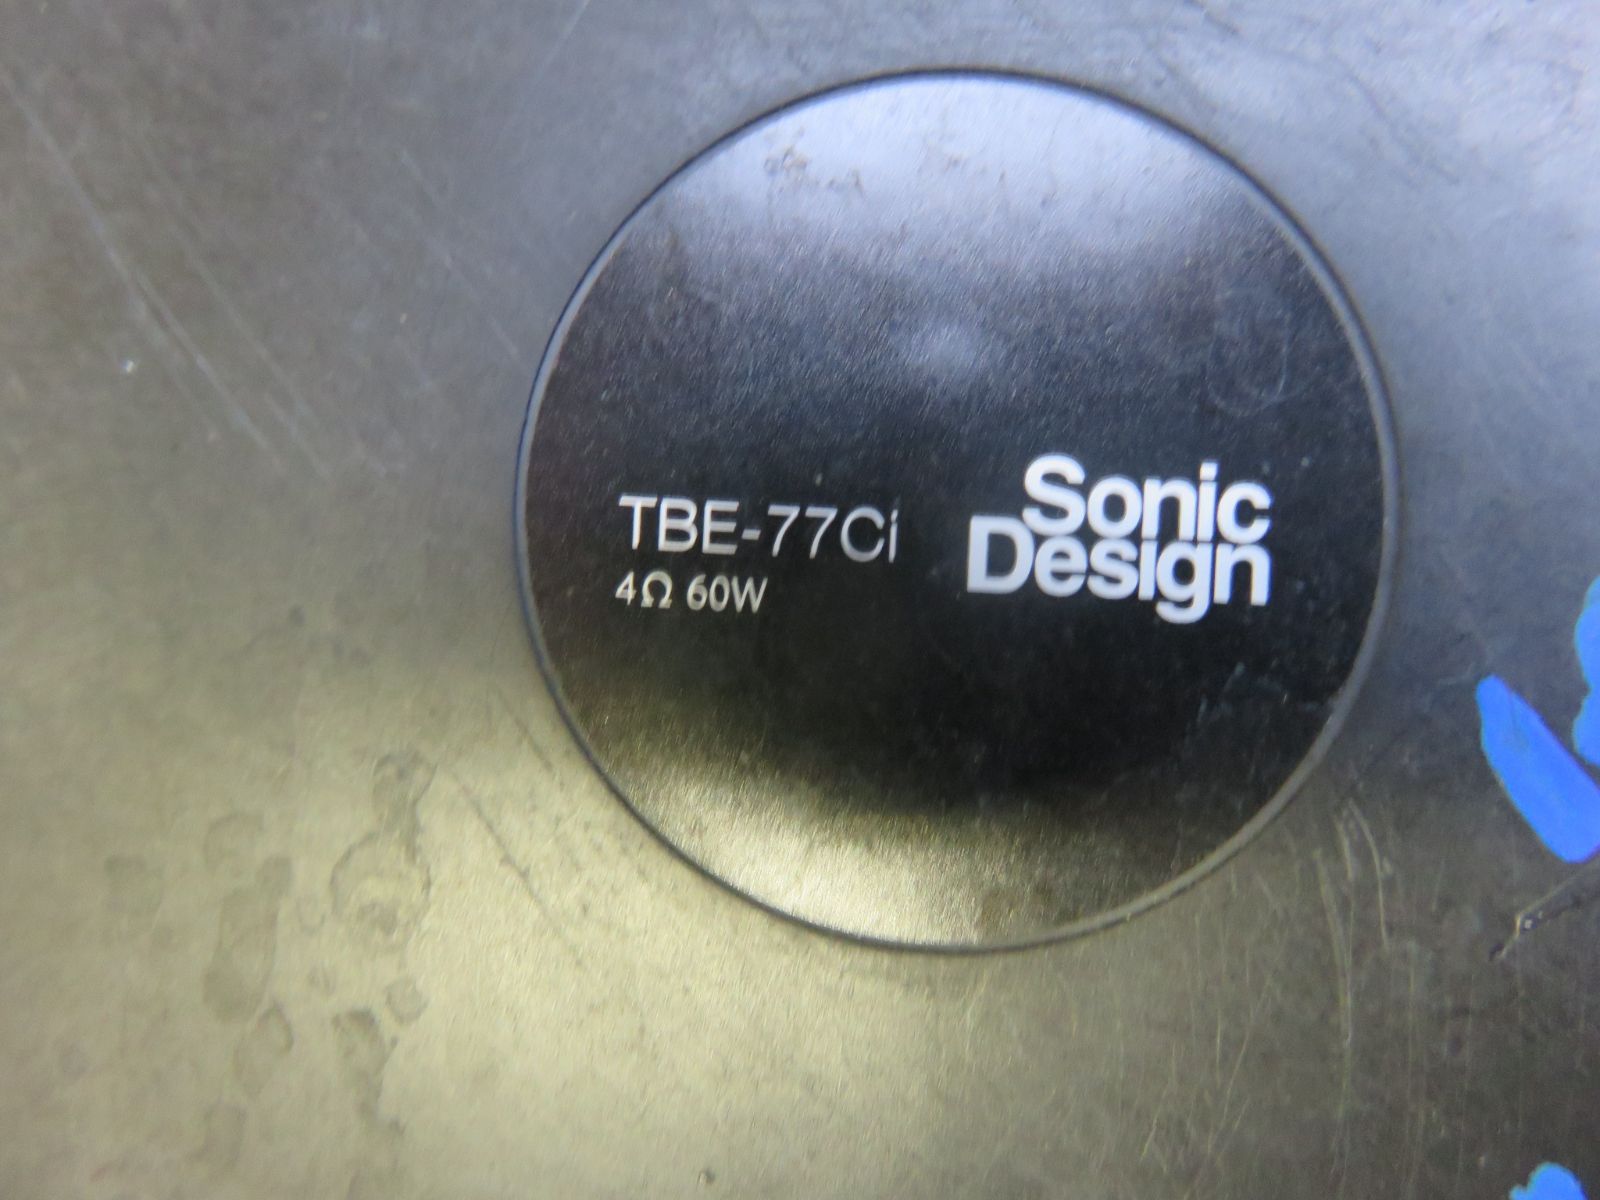 TBE-77Ci
4Ω 60W
Sonic
Design